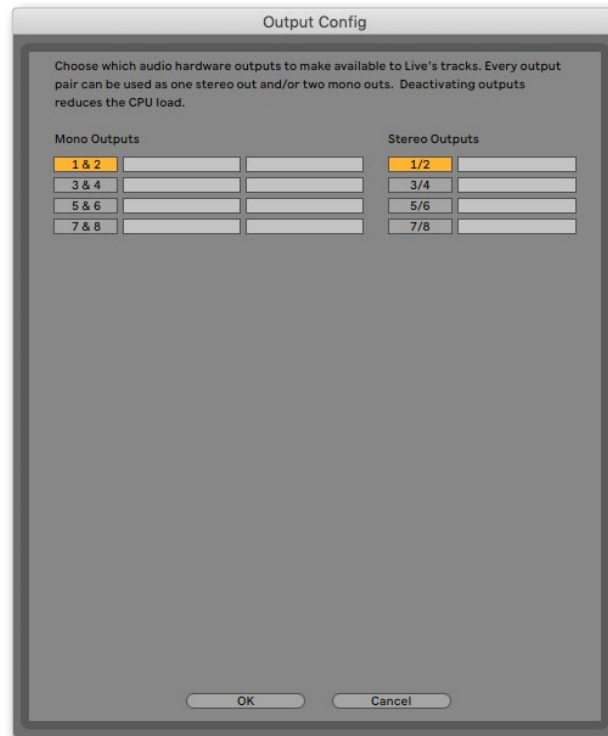 Output Config
Choose which audio hardware outputs to make available to Live's tracks. Every output
pair can be used as one stereo out and/or two mono outs. Deactivating outputs
reduces the CPU load.
Mono Outputs
Stereo Outputs
1 & 2
1/2
3 & 4
3/4
5 & 6
5/6
7 & 8
7/8
OK
Cancel